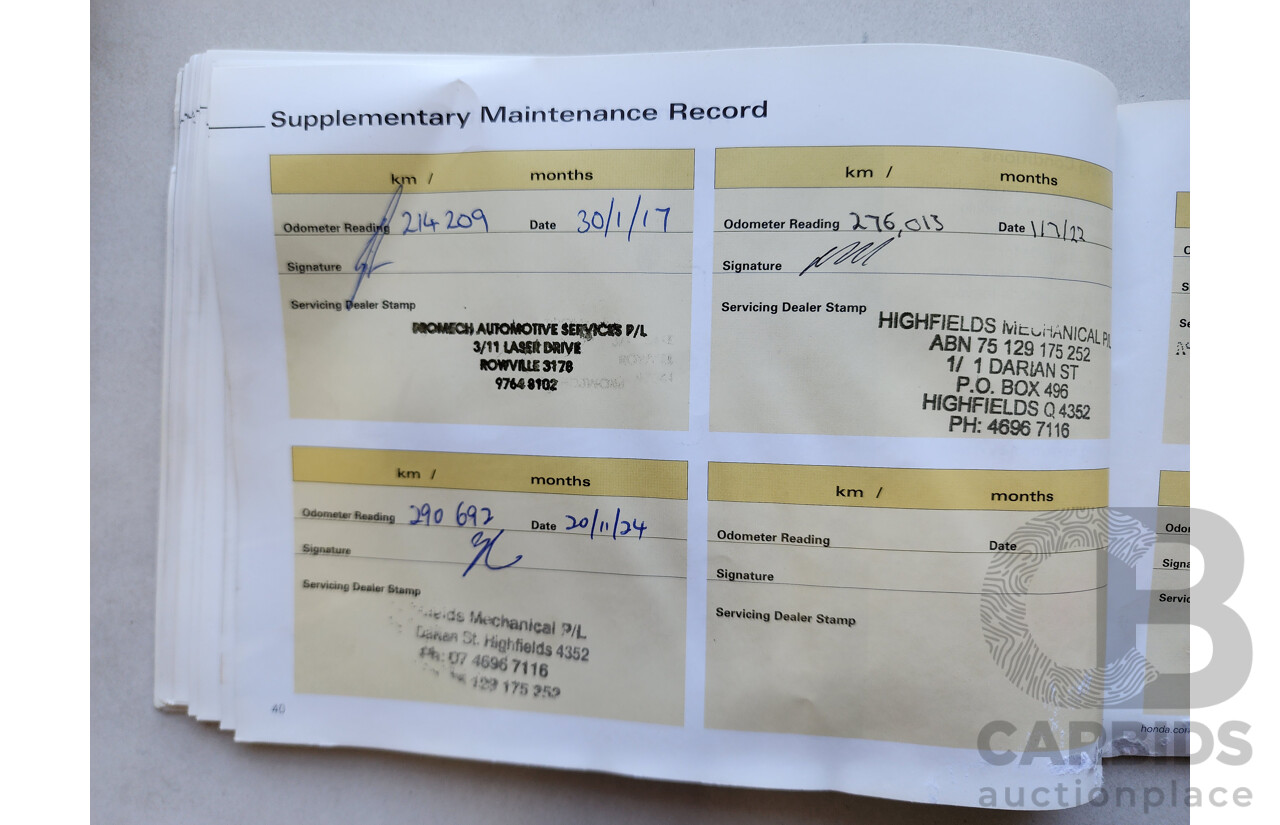 Supplementary Maintenance Record
km / months
Odometer Reading 214 209 Date 30/1/17
Signature
Servicing Dealer Stamp
PROMECH AUTOMOTIVE SERVICES P/L
3/11 LASER DRIVE
ROWVILLE 3178
9764 8102
km / months
Odometer Reading 276,013 Date 1/7/22
Signature
Servicing Dealer Stamp
HIGHFIELDS MECHANICAL P/L
ABN 75 129 175 252
1/ 1 DARIAN ST
P.O. BOX 496
HIGHFIELDS Q 4352
PH: 4696 7116
km / months
Odometer Reading 290 692 Date 20/11/24
Signature
Servicing Dealer Stamp
Mechanical P/L
Darian St. Highfields 4352
Ph: 07 4696 7116
129 175 252
km / months
Odometer Reading
Date
Signature
Servicing Dealer Stamp
40
honda.com
CB
CARBIDS
auctionplace